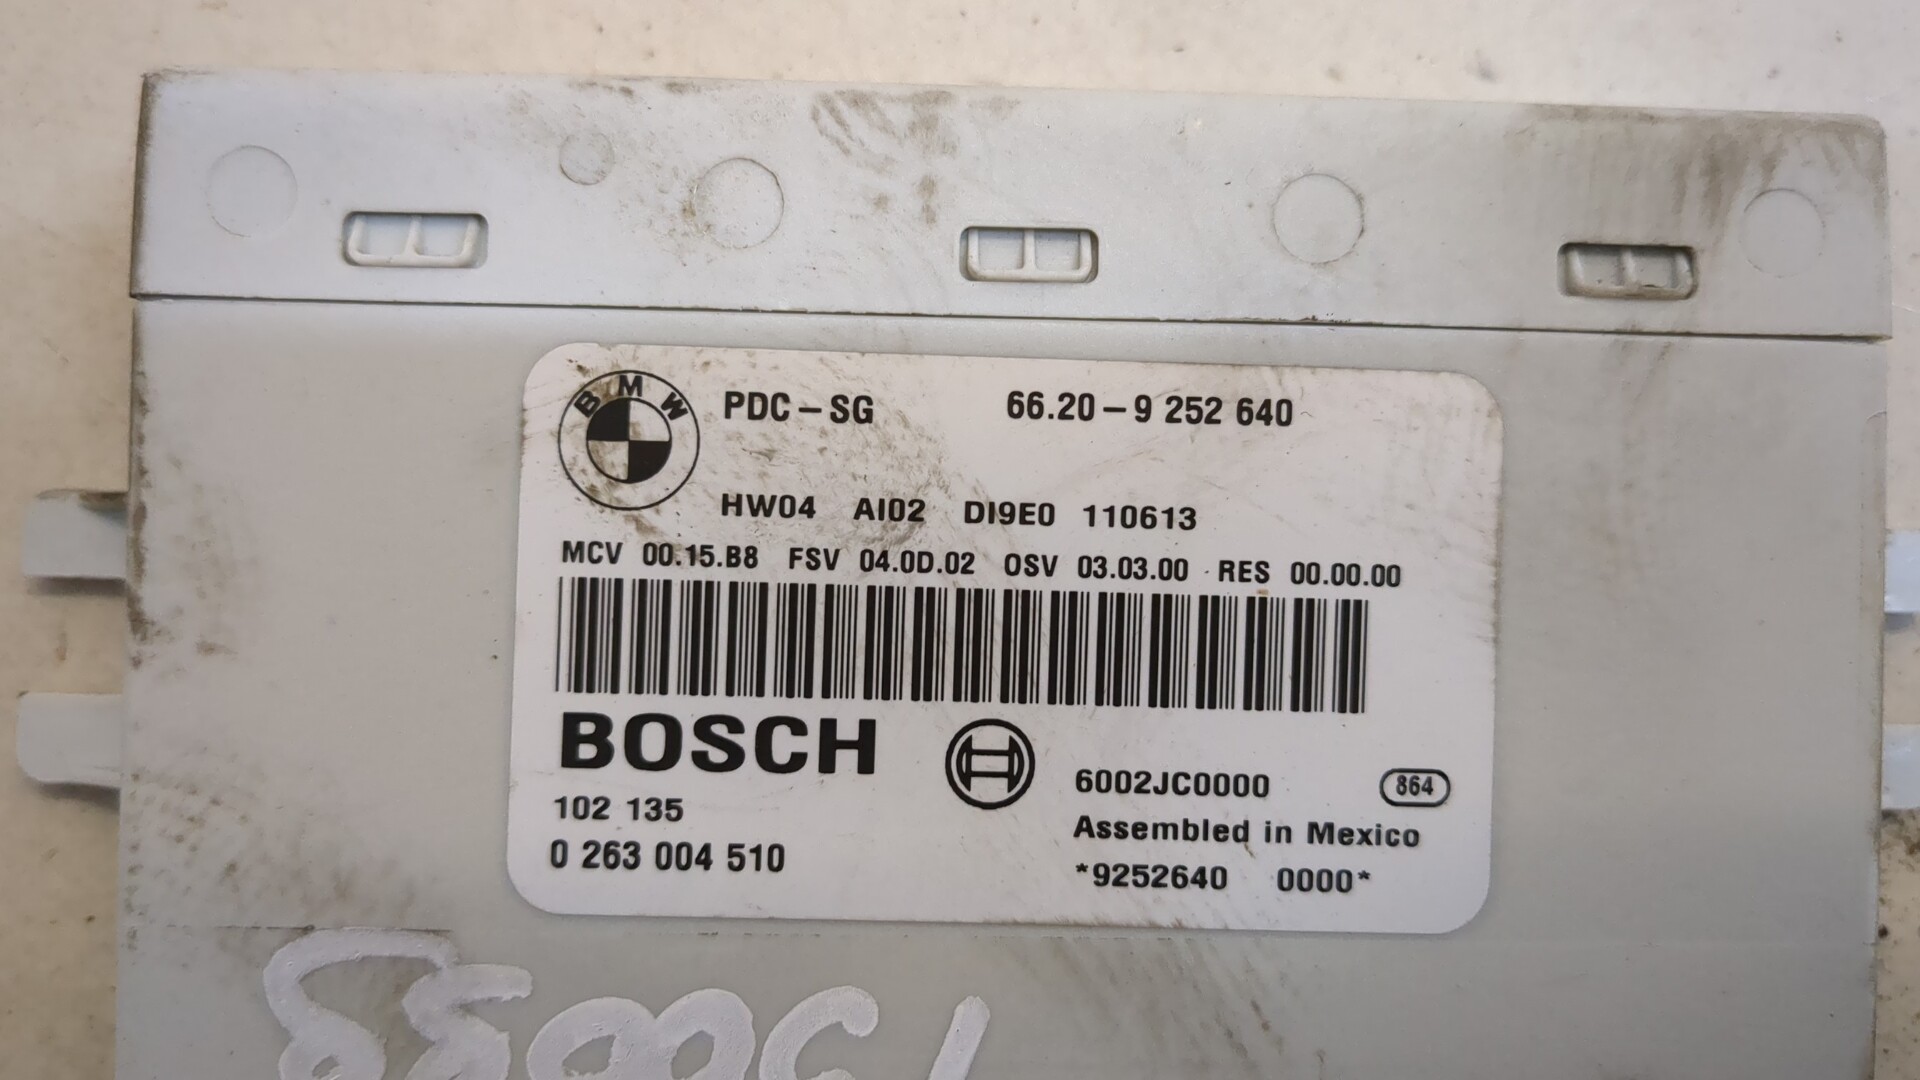 BMW
PDC-SG 66.20-9 252 640
HW04 AI02 DI9E0 110613
MCV 00.15.B8 FSV 04.0D.02 OSV 03.03.00 RES 00.00.00
BOSCH
6002JC0000 864
102 135
Assembled in Mexico
0 263 004 510
*9252640 0000*